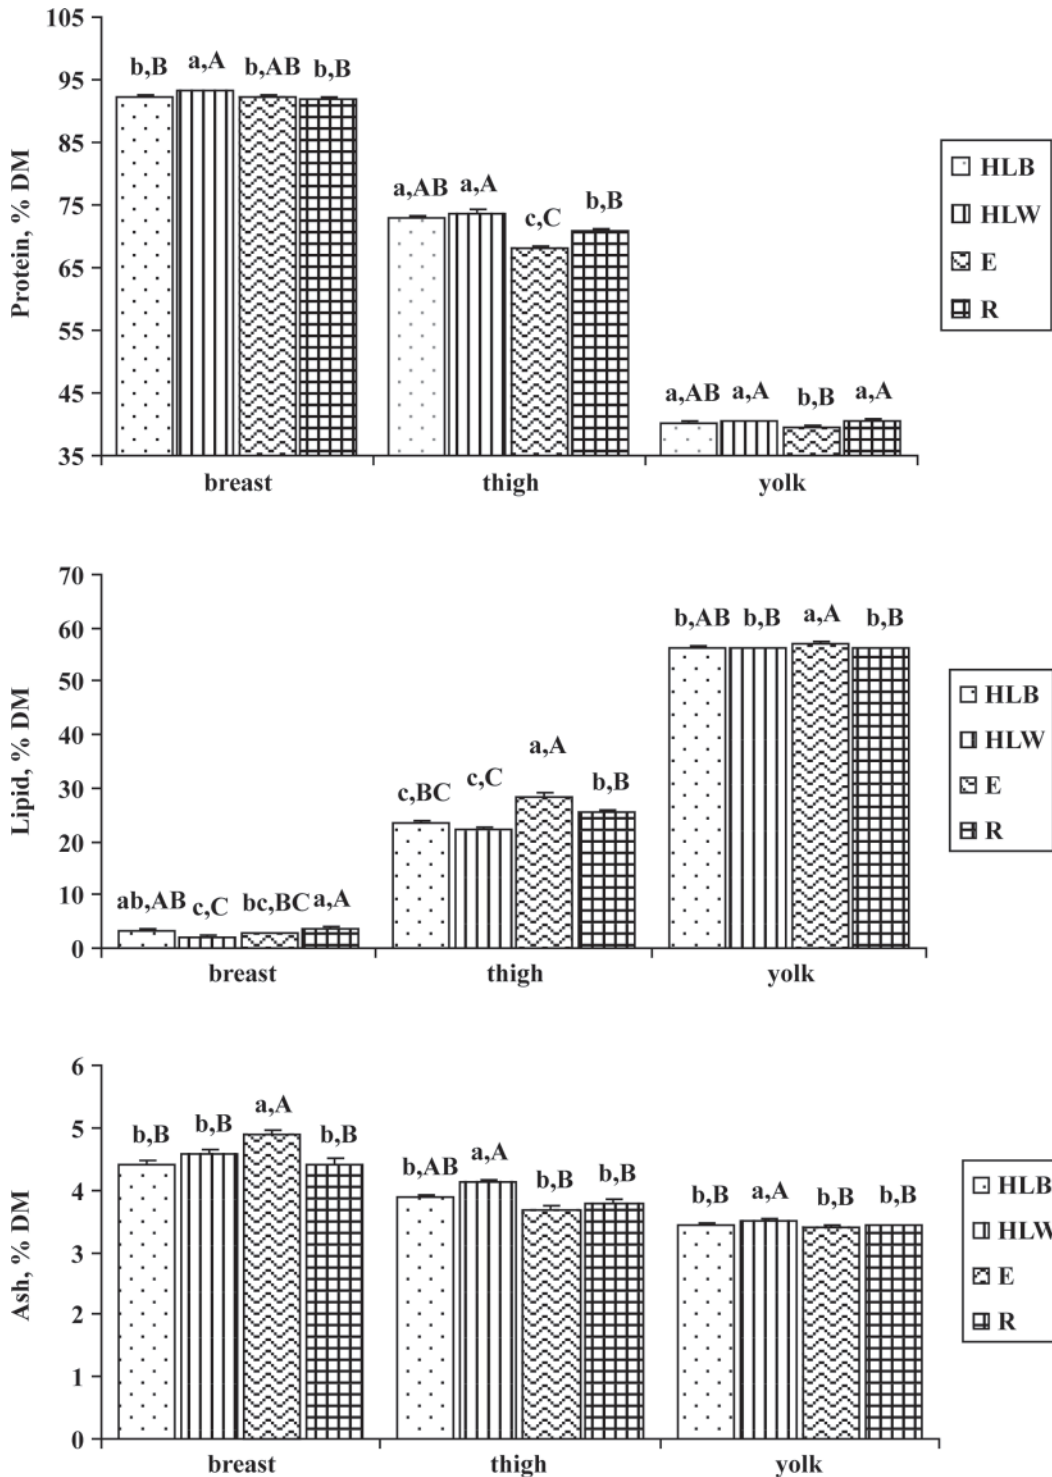 105
95
85
75
65
45
35
Protein, % DM
b,B a,A b,AB b,B
a,AB a,A c,C b,B
a,AB a,A b,B a,A
breast thigh yolk
HLB
HLW
E
R
70
60
50
40
30
20
10
0
Lipid, % DM
ab,AB c,C bc,BC a,A
c,BC c,C a,A b,B
b,AB b,B a,A b,B
breast thigh yolk
HLB
HLW
E
R
6
5
4
3
2
1
0
Ash, % DM
b,B b,B a,A b,B
b,AB a,A b,B b,B
b,B a,A b,B b,B
breast thigh yolk
HLB
HLW
E
R